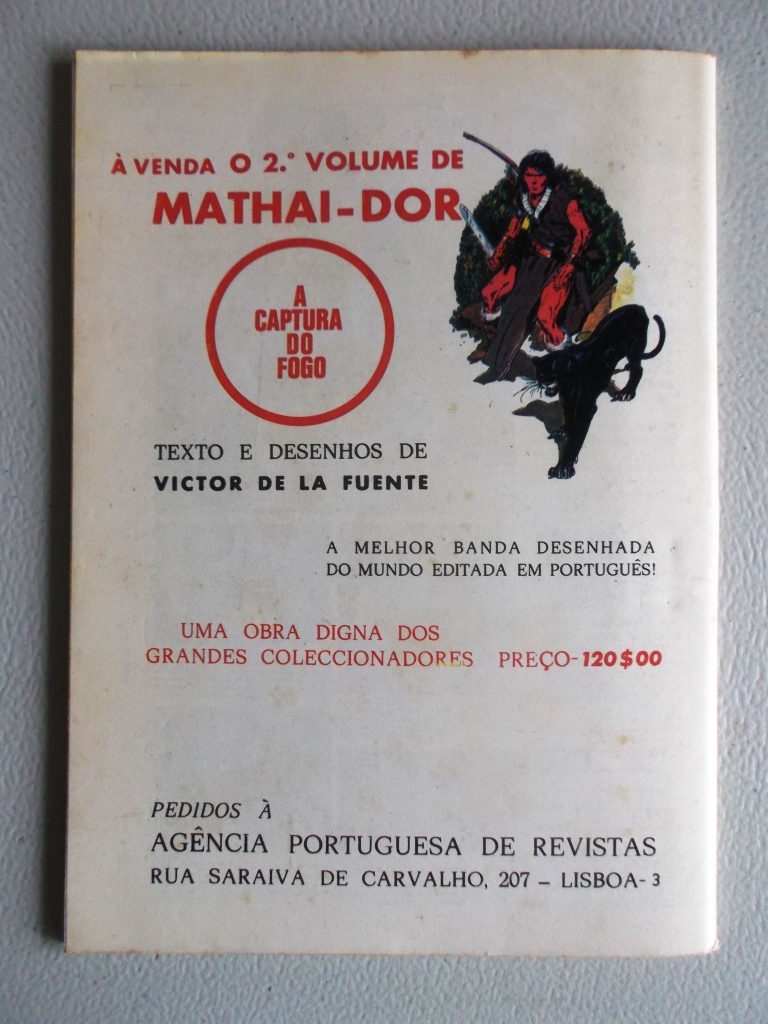 À VENDA O 2.º VOLUME DE
MATHAI-DOR
A
CAPTURA
DO
FOGO
TEXTO E DESENHOS DE
VICTOR DE LA FUENTE
A MELHOR BANDA DESENHADA
DO MUNDO EDITADA EM PORTUGUÊS!
UMA OBRA DIGNA DOS
GRANDES COLECCIONADORES PREÇO-120$00
PEDIDOS À
AGÊNCIA PORTUGUESA DE REVISTAS
RUA SARAIVA DE CARVALHO, 207 – LISBOA-3